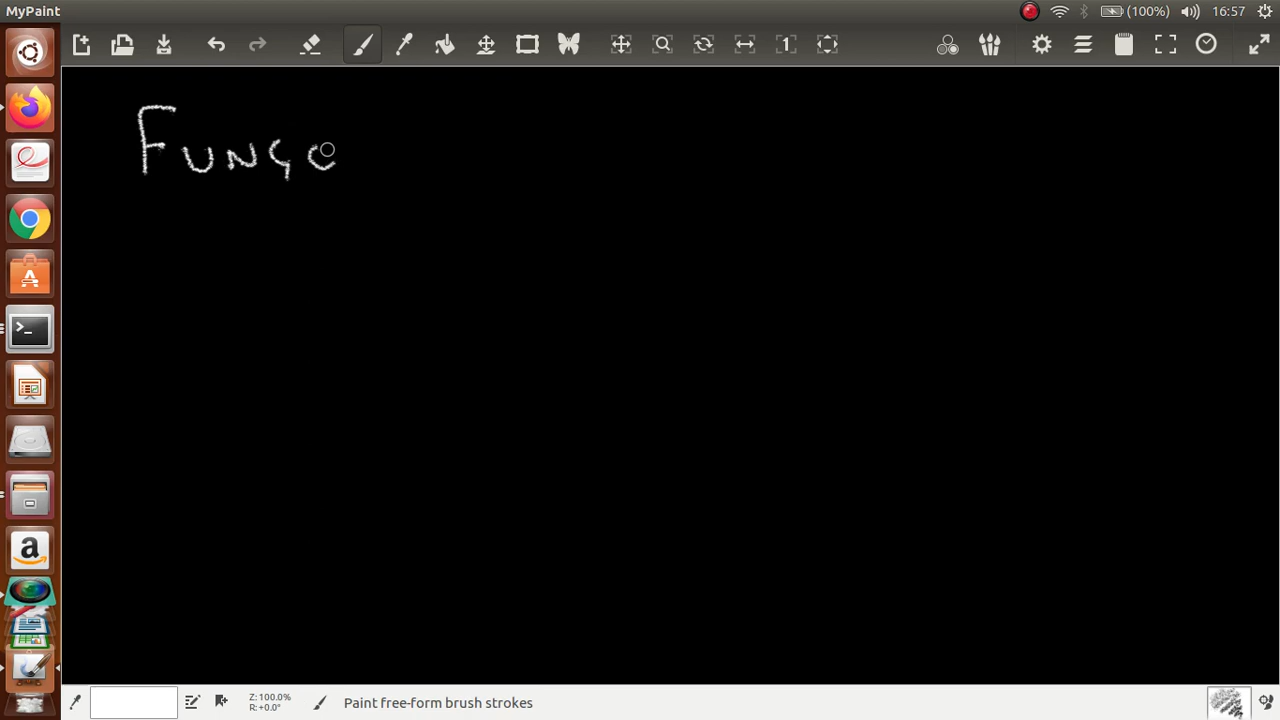 MyPaint
(100%) 16:57
Funço
Z: 100.0%
R: +0.0°
Paint free-form brush strokes